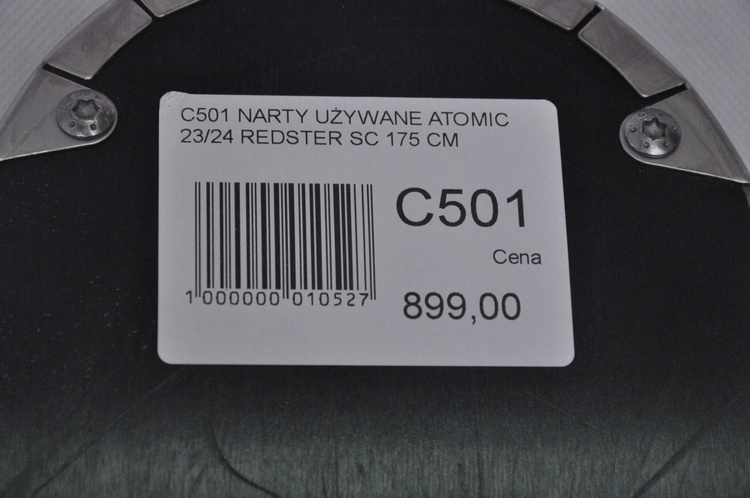 C501 NARTY UŻYWANE ATOMIC
23/24 REDSTER SC 175 CM
C501
Cena
1 000000 010527
899,00